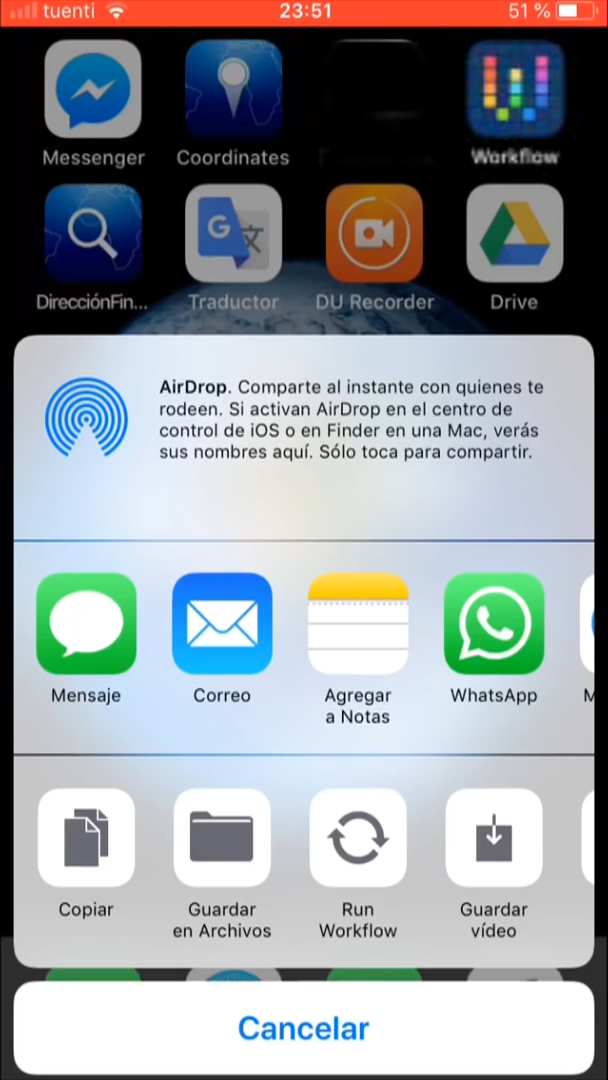 tuenti 23:51 51 %
Messenger Coordinates Workflow
DirecciónFin... Traductor DU Recorder Drive
AirDrop. Comparte al instante con quienes te
rodeen. Si activan AirDrop en el centro de
control de iOS o en Finder en una Mac, verás
sus nombres aquí. Sólo toca para compartir.
Mensaje Correo Agregar WhatsApp M
a Notas
Copiar Guardar Run Guardar
en Archivos Workflow vídeo
Cancelar